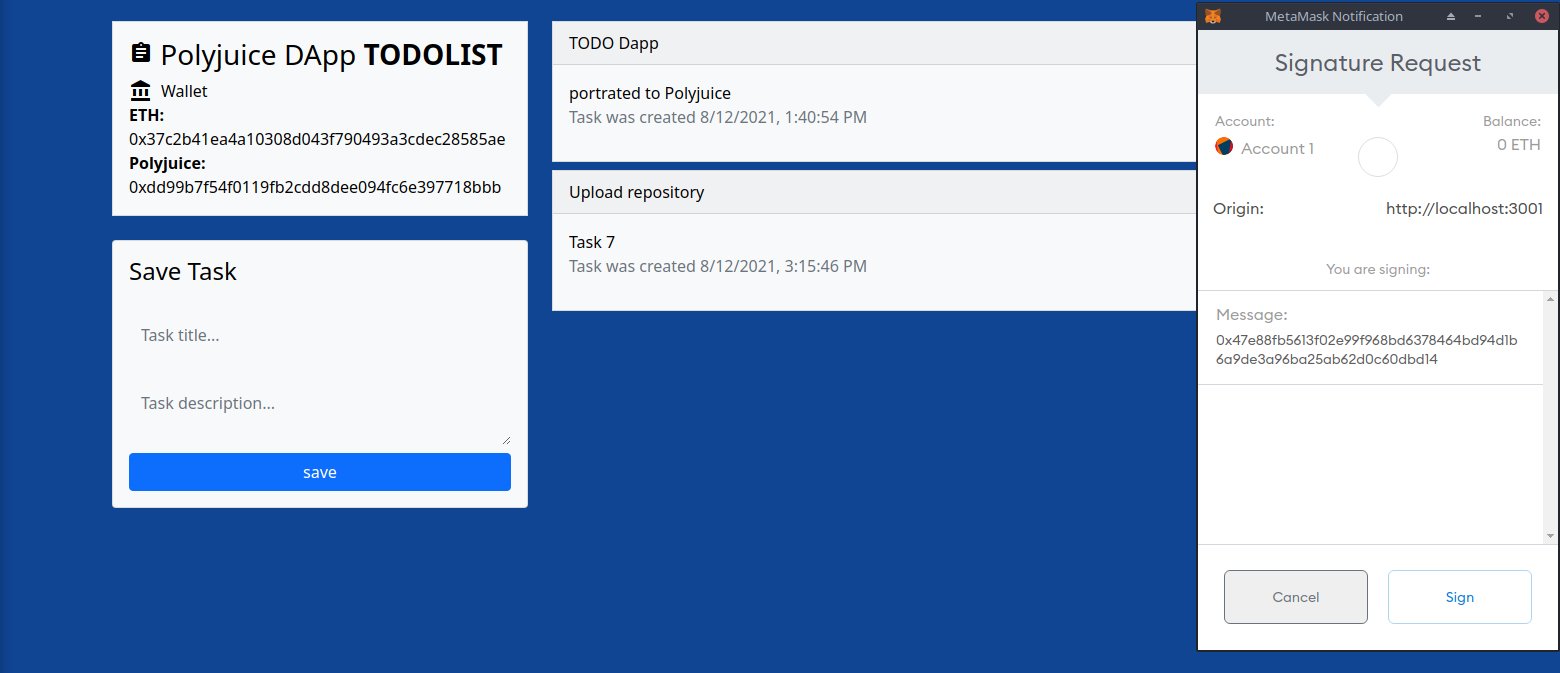 Polyjuice DApp TODOLIST
Wallet
ETH:
0x37c2b41ea4a10308d043f790493a3cdec28585ae
Polyjuice:
0xdd99b7f54f0119fb2cdd8dee094fc6e397718bbb
Save Task
Task title...
Task description...
save
TODO Dapp
portrated to Polyjuice
Task was created 8/12/2021, 1:40:54 PM
Upload repository
Task 7
Task was created 8/12/2021, 3:15:46 PM
MetaMask Notification
Signature Request
Account: Balance:
Account 1 0 ETH
Origin: http://localhost:3001
You are signing:
Message:
0x47e88fb5613f02e99f968bd6378464bd94d1b
6a9de3a96ba25ab62d0c60dbd14
Cancel Sign